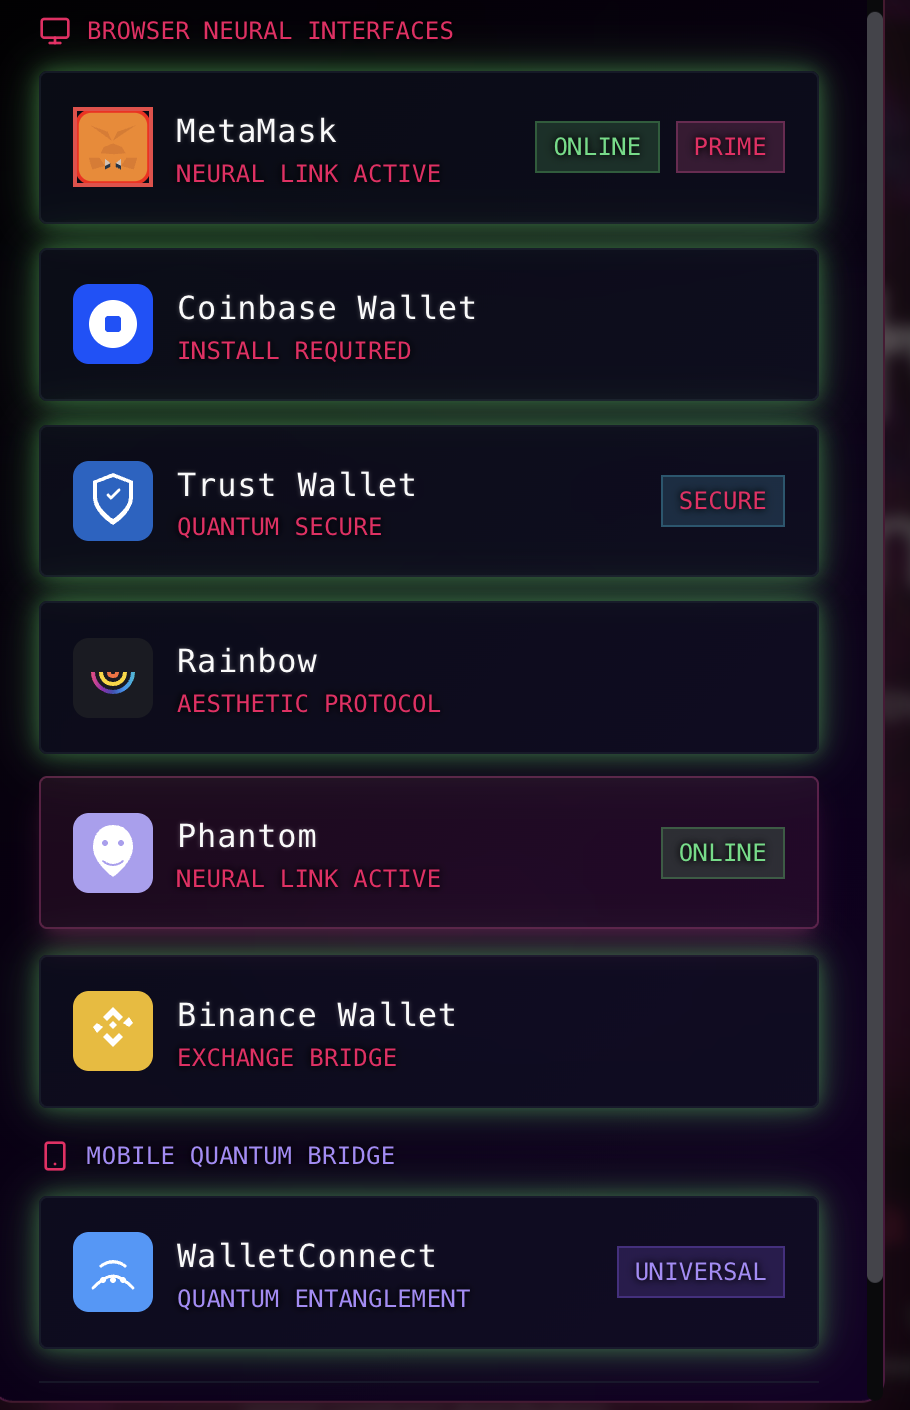 BROWSER NEURAL INTERFACES
MetaMask
NEURAL LINK ACTIVE
ONLINE
PRIME
Coinbase Wallet
INSTALL REQUIRED
Trust Wallet
QUANTUM SECURE
SECURE
Rainbow
AESTHETIC PROTOCOL
Phantom
NEURAL LINK ACTIVE
ONLINE
Binance Wallet
EXCHANGE BRIDGE
MOBILE QUANTUM BRIDGE
WalletConnect
QUANTUM ENTANGLEMENT
UNIVERSAL